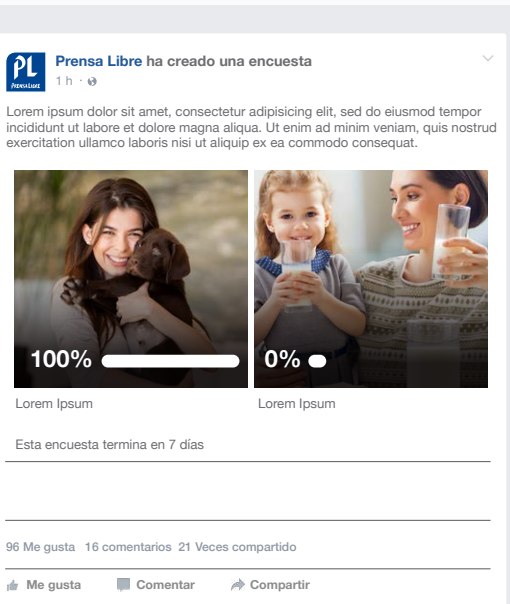 PL
PRENSA LIBRE
Prensa Libre ha creado una encuesta
1 h ·
Lorem ipsum dolor sit amet, consectetur adipisicing elit, sed do eiusmod tempor
incididunt ut labore et dolore magna aliqua. Ut enim ad minim veniam, quis nostrud
exercitation ullamco laboris nisi ut aliquip ex ea commodo consequat.
100% 0%
Lorem Ipsum Lorem Ipsum
Esta encuesta termina en 7 días
96 Me gusta 16 comentarios 21 Veces compartido
Me gusta Comentar Compartir